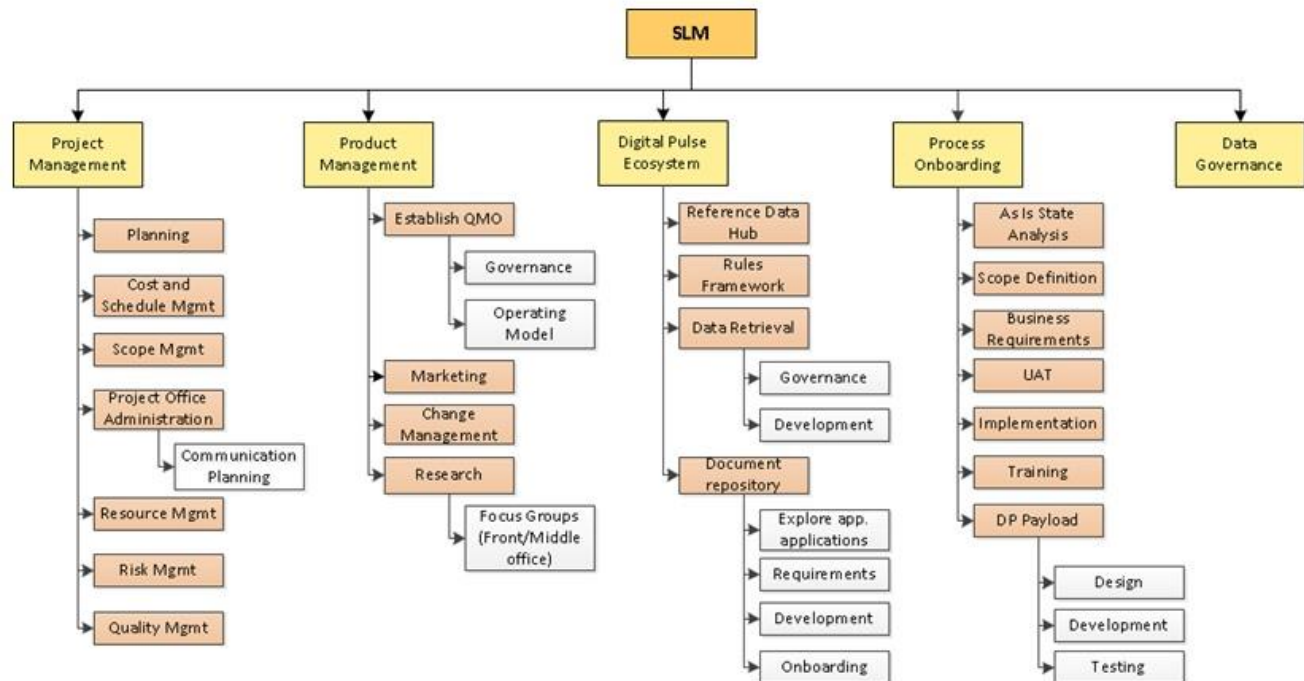 SLM
Project
Management
Product
Management
Digital Pulse
Ecosystem
Process
Onboarding
Data
Governance
Planning
Cost and
Schedule Mgmt
Scope Mgmt
Project Office
Administration
Communication
Planning
Resource Mgmt
Risk Mgmt
Quality Mgmt
Establish QMO
Governance
Operating
Model
Marketing
Change
Management
Research
Focus Groups
(Front/Middle
office)
Reference Data
Hub
Rules
Framework
Data Retrieval
Governance
Development
Document
repository
Explore app.
applications
Requirements
Development
Onboarding
As Is State
Analysis
Scope Definition
Business
Requirements
UAT
Implementation
Training
DP Payload
Design
Development
Testing